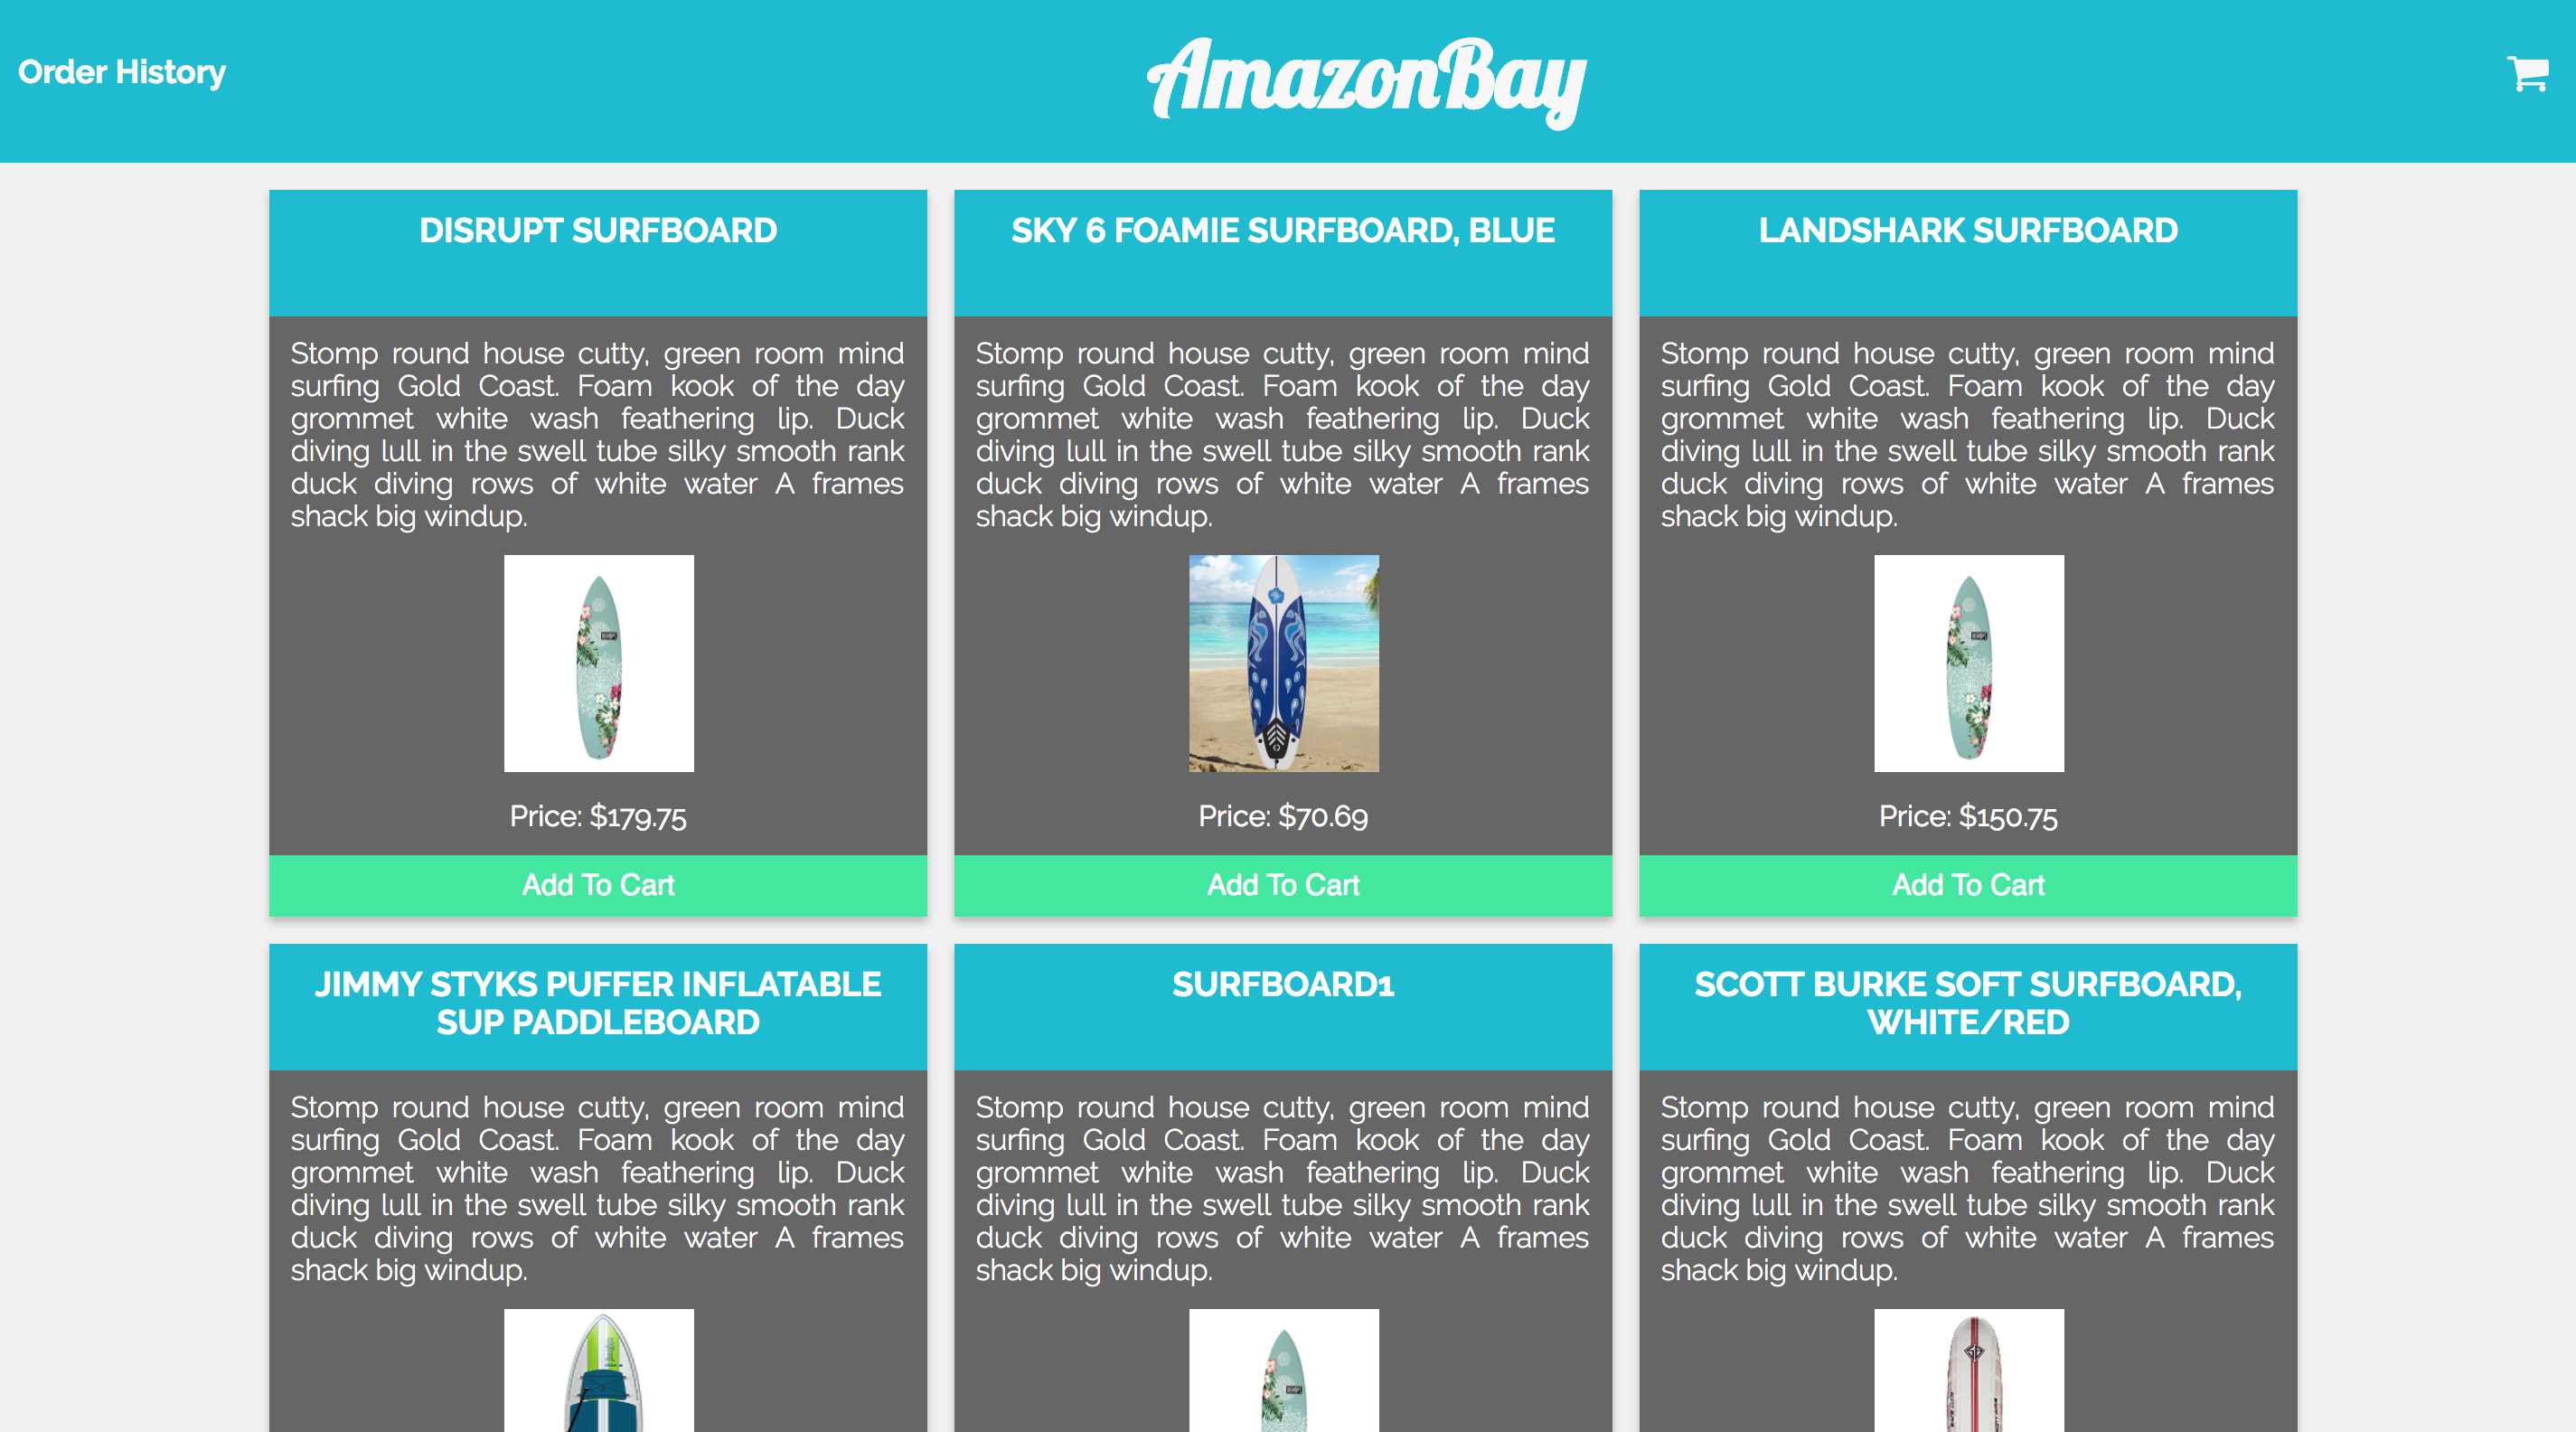 Order History
AmazonBay
DISRUPT SURFBOARD
Stomp round house cutty, green room mind
surfing Gold Coast. Foam kook of the day
grommet white wash feathering lip. Duck
diving lull in the swell tube silky smooth rank
duck diving rows of white water A frames
shack big windup.
Price: $179.75
Add To Cart
SKY 6 FOAMIE SURFBOARD, BLUE
Stomp round house cutty, green room mind
surfing Gold Coast. Foam kook of the day
grommet white wash feathering lip. Duck
diving lull in the swell tube silky smooth rank
duck diving rows of white water A frames
shack big windup.
Price: $70.69
Add To Cart
LANDSHARK SURFBOARD
Stomp round house cutty, green room mind
surfing Gold Coast. Foam kook of the day
grommet white wash feathering lip. Duck
diving lull in the swell tube silky smooth rank
duck diving rows of white water A frames
shack big windup.
Price: $150.75
Add To Cart
JIMMY STYKS PUFFER INFLATABLE
SUP PADDLEBOARD
Stomp round house cutty, green room mind
surfing Gold Coast. Foam kook of the day
grommet white wash feathering lip. Duck
diving lull in the swell tube silky smooth rank
duck diving rows of white water A frames
shack big windup.
SURFBOARD1
Stomp round house cutty, green room mind
surfing Gold Coast. Foam kook of the day
grommet white wash feathering lip. Duck
diving lull in the swell tube silky smooth rank
duck diving rows of white water A frames
shack big windup.
SCOTT BURKE SOFT SURFBOARD,
WHITE/RED
Stomp round house cutty, green room mind
surfing Gold Coast. Foam kook of the day
grommet white wash feathering lip. Duck
diving lull in the swell tube silky smooth rank
duck diving rows of white water A frames
shack big windup.